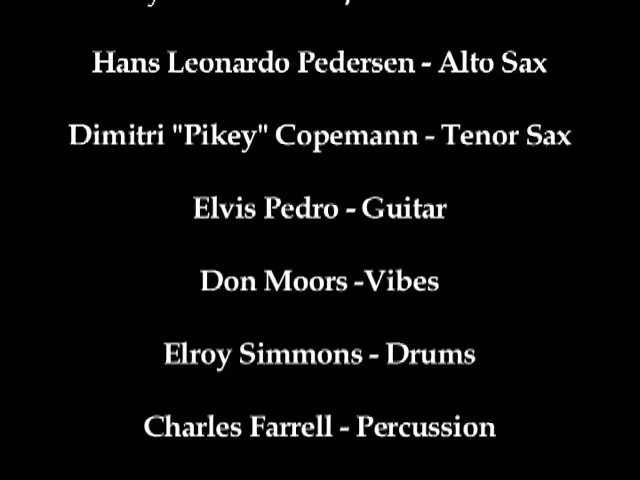 Hans Leonardo Pedersen - Alto Sax
Dimitri "Pikey" Copemann - Tenor Sax
Elvis Pedro - Guitar
Don Moors -Vibes
Elroy Simmons - Drums
Charles Farrell - Percussion